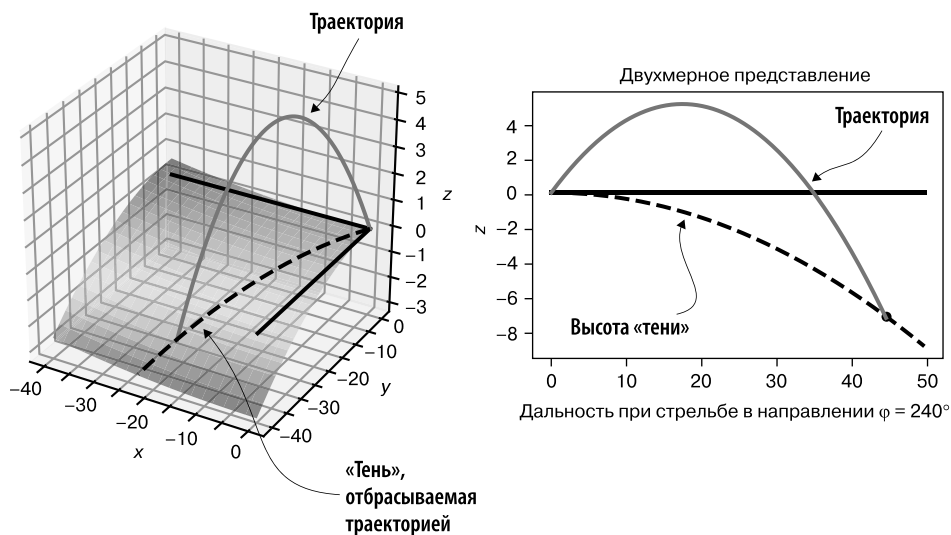 Траектория
5
4
3
2
1
0
−1
−2
−3
z
0
−10
−20
−30
−40
y
−40
−30
−20
−10
0
x
«Тень»,
отбрасываемая
траекторией
Двухмерное представление
Траектория
4
2
0
−2
−4
−6
−8
z
Высота «тени»
0 10 20 30 40 50
Дальность при стрельбе в направлении φ = 240°